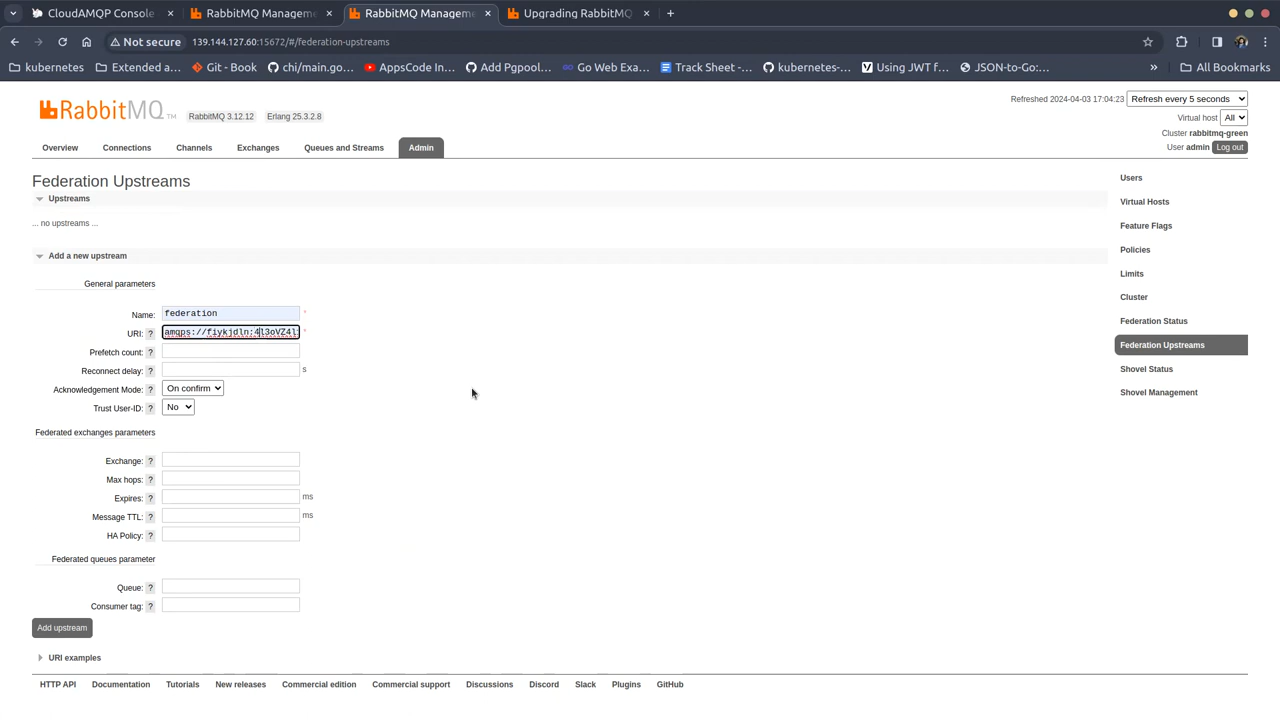 CloudAMQP Console
RabbitMQ Manageme
RabbitMQ Manageme
Upgrading RabbitMQ
Not secure
139.144.127.60:15672/#/federation-upstreams
kubernetes
Extended a...
Git - Book
chi/main.go...
AppsCode In...
Add Pgpool...
Go Web Exa...
Track Sheet -...
kubernetes-...
Using JWT f...
JSON-to-Go:...
All Bookmarks
RabbitMQ TM
RabbitMQ 3.12.12
Erlang 25.3.2.8
Refreshed 2024-04-03 17:04:23
Refresh every 5 seconds
Virtual host
All
Cluster rabbitmq-green
User admin
Log out
Overview
Connections
Channels
Exchanges
Queues and Streams
Admin
Federation Upstreams
Upstreams
... no upstreams ...
Add a new upstream
General parameters
Name:
federation
*
URI: ?
amqps://fiykjdln:4l3oVZ4l
*
Prefetch count: ?
Reconnect delay: ?
s
Acknowledgement Mode: ?
On confirm
Trust User-ID: ?
No
Federated exchanges parameters
Exchange: ?
Max hops: ?
Expires: ?
ms
Message TTL: ?
ms
HA Policy: ?
Federated queues parameter
Queue: ?
Consumer tag: ?
Add upstream
URI examples
Users
Virtual Hosts
Feature Flags
Policies
Limits
Cluster
Federation Status
Federation Upstreams
Shovel Status
Shovel Management
HTTP API
Documentation
Tutorials
New releases
Commercial edition
Commercial support
Discussions
Discord
Slack
Plugins
GitHub